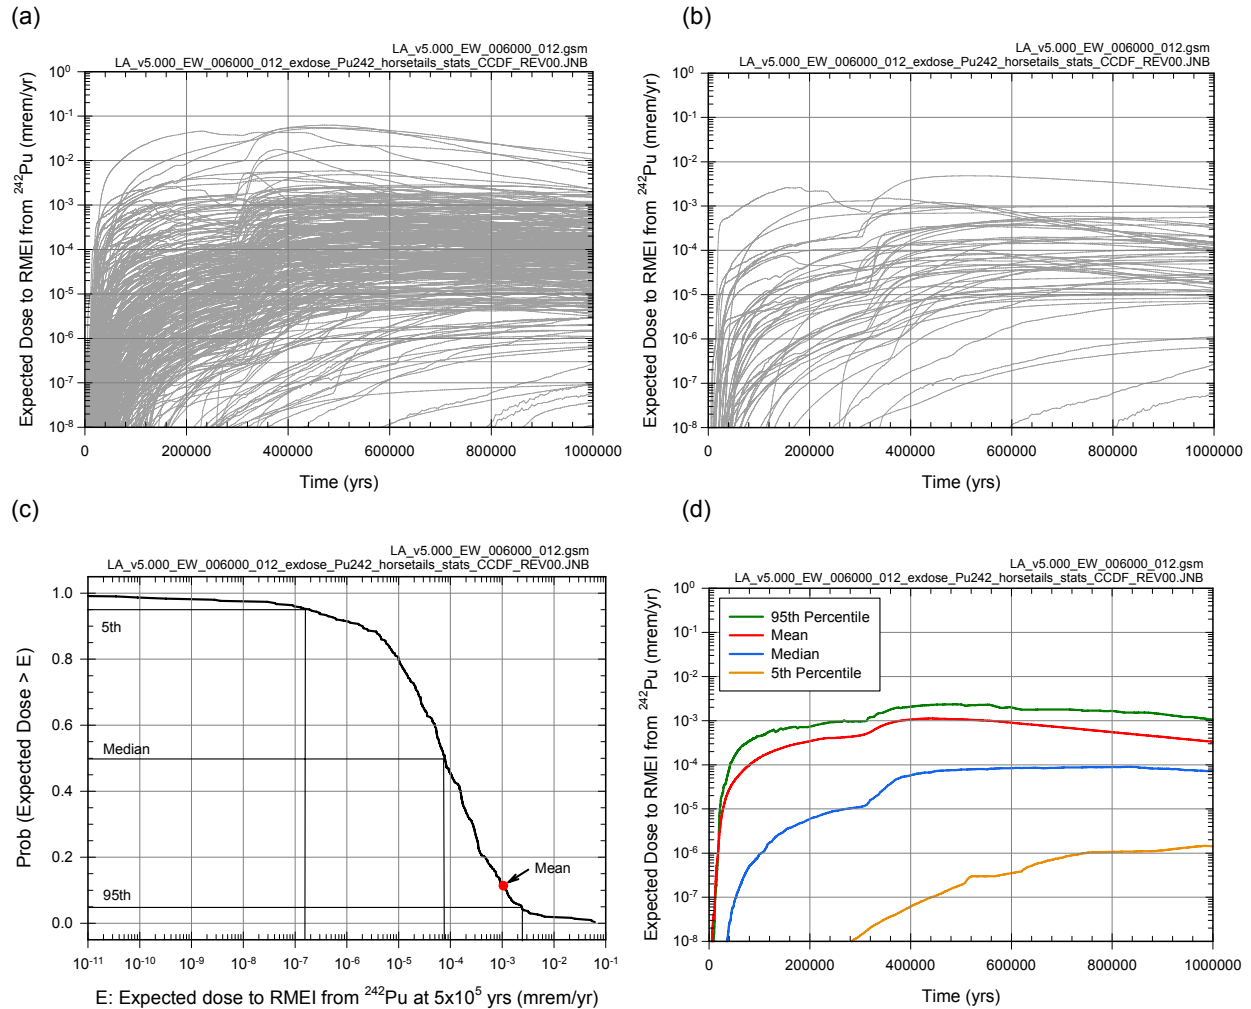 (a)
LA_v5.000_EW_006000_012.gsm
LA_v5.000_EW_006000_012_exdose_Pu242_horsetails_stats_CCDF_REV00.JNB
Expected Dose to RMEI from ²⁴²Pu (mrem/yr)
10⁰
10⁻¹
10⁻²
10⁻³
10⁻⁴
10⁻⁵
10⁻⁶
10⁻⁷
10⁻⁸
0 200000 400000 600000 800000 1000000
Time (yrs)
(b)
LA_v5.000_EW_006000_012.gsm
LA_v5.000_EW_006000_012_exdose_Pu242_horsetails_stats_CCDF_REV00.JNB
Expected Dose to RMEI from ²⁴²Pu (mrem/yr)
10⁰
10⁻¹
10⁻²
10⁻³
10⁻⁴
10⁻⁵
10⁻⁶
10⁻⁷
10⁻⁸
0 200000 400000 600000 800000 1000000
Time (yrs)
(c)
LA_v5.000_EW_006000_012.gsm
LA_v5.000_EW_006000_012_exdose_Pu242_horsetails_stats_CCDF_REV00.JNB
Prob (Expected Dose > E)
1.0
0.8
0.6
0.4
0.2
0.0
5th
Median
Mean
95th
10⁻¹¹ 10⁻¹⁰ 10⁻⁹ 10⁻⁸ 10⁻⁷ 10⁻⁶ 10⁻⁵ 10⁻⁴ 10⁻³ 10⁻² 10⁻¹
E: Expected dose to RMEI from ²⁴²Pu at 5x10⁵ yrs (mrem/yr)
(d)
LA_v5.000_EW_006000_012.gsm
LA_v5.000_EW_006000_012_exdose_Pu242_horsetails_stats_CCDF_REV00.JNB
Expected Dose to RMEI from ²⁴²Pu (mrem/yr)
10⁰
10⁻¹
10⁻²
10⁻³
10⁻⁴
10⁻⁵
10⁻⁶
10⁻⁷
10⁻⁸
95th Percentile
Mean
Median
5th Percentile
0 200000 400000 600000 800000 1000000
Time (yrs)